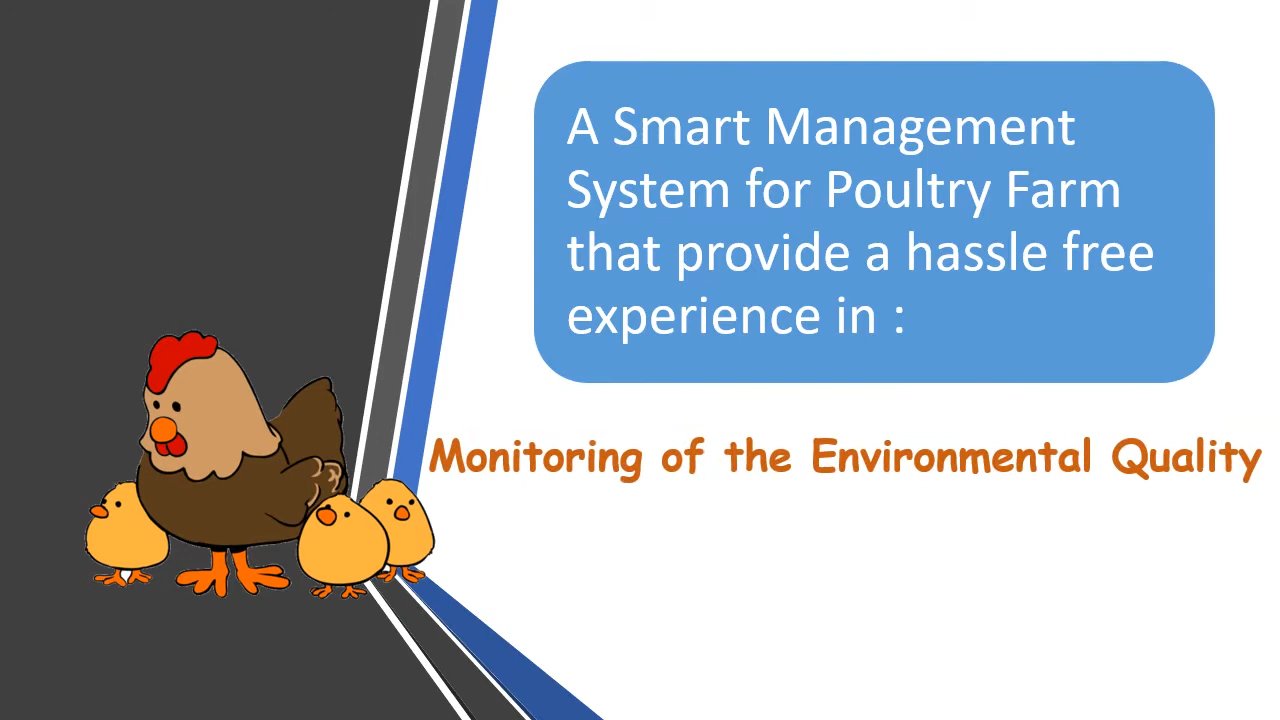 A Smart Management
System for Poultry Farm
that provide a hassle free
experience in :
Monitoring of the Environmental Quality